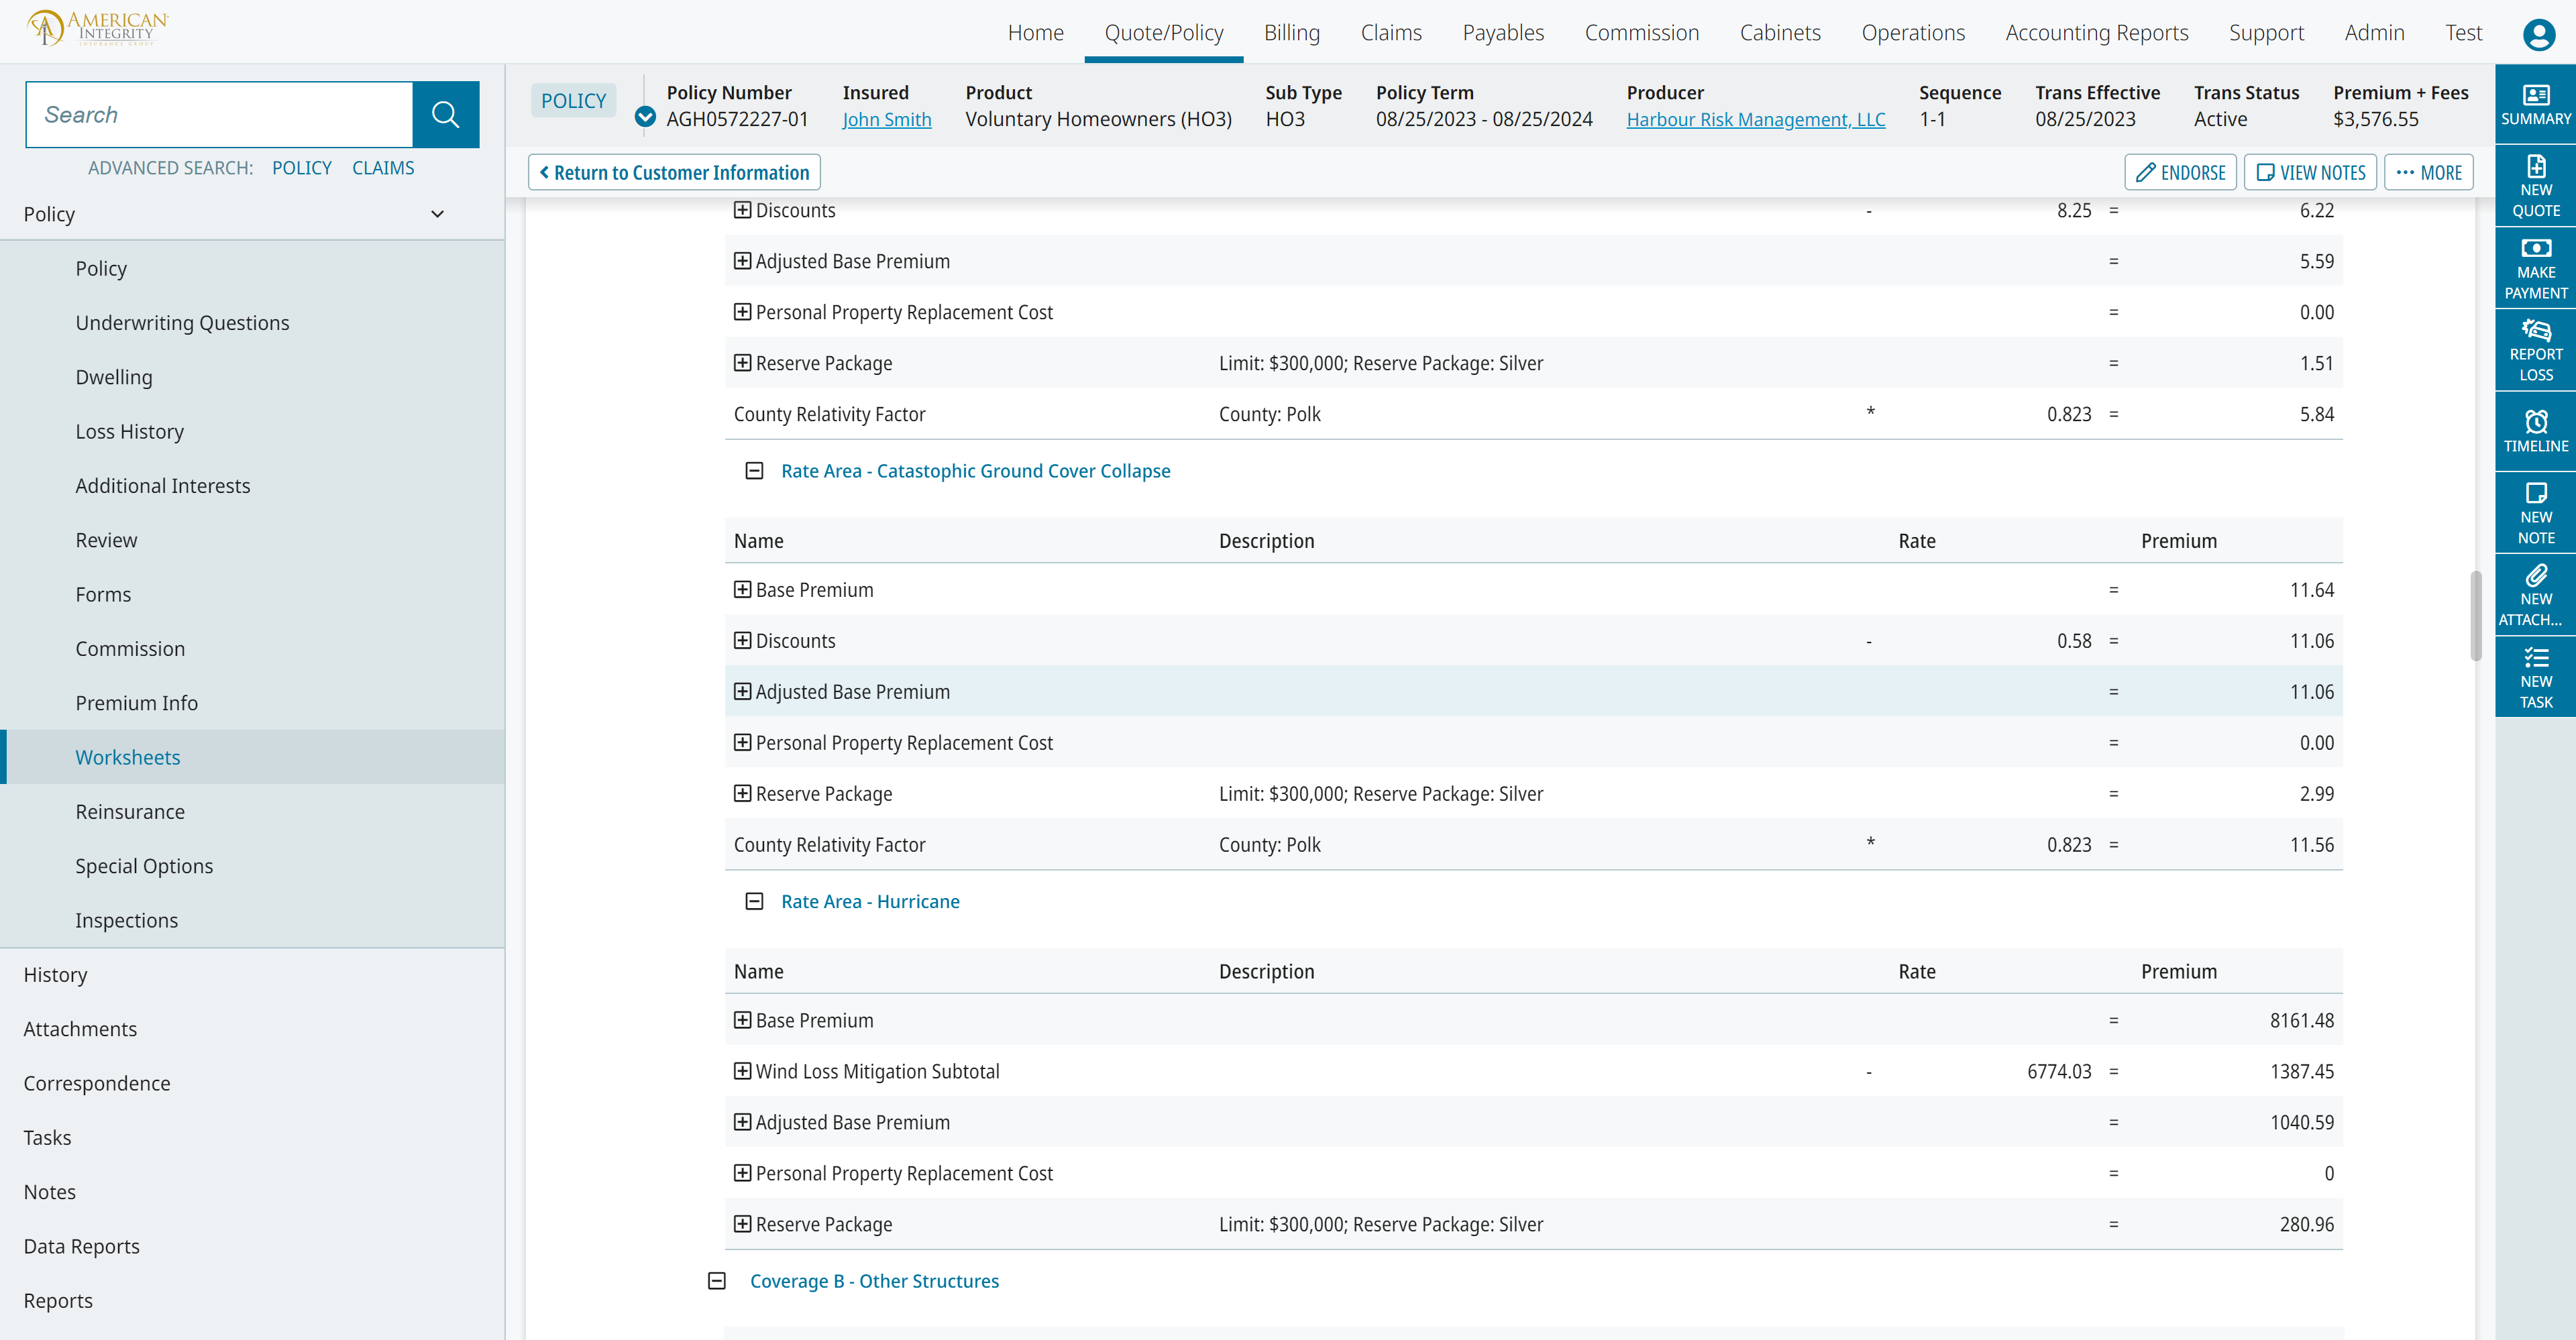 AMERICAN
INTEGRITY
INSURANCE GROUP
Home Quote/Policy Billing Claims Payables Commission Cabinets Operations Accounting Reports Support Admin Test
Search
ADVANCED SEARCH: POLICY CLAIMS
Policy
Policy
Underwriting Questions
Dwelling
Loss History
Additional Interests
Review
Forms
Commission
Premium Info
Worksheets
Reinsurance
Special Options
Inspections
History
Attachments
Correspondence
Tasks
Notes
Data Reports
Reports
POLICY
Policy Number Insured Product Sub Type Policy Term Producer Sequence Trans Effective Trans Status Premium + Fees
AGH0572227-01 John Smith Voluntary Homeowners (HO3) HO3 08/25/2023 - 08/25/2024 Harbour Risk Management, LLC 1-1 08/25/2023 Active $3,576.55
Return to Customer Information ENDORSE VIEW NOTES ••• MORE
Discounts - 8.25 = 6.22
Adjusted Base Premium = 5.59
Personal Property Replacement Cost = 0.00
Reserve Package Limit: $300,000; Reserve Package: Silver = 1.51
County Relativity Factor County: Polk * 0.823 = 5.84
Rate Area - Catastophic Ground Cover Collapse
Name Description Rate Premium
Base Premium = 11.64
Discounts - 0.58 = 11.06
Adjusted Base Premium = 11.06
Personal Property Replacement Cost = 0.00
Reserve Package Limit: $300,000; Reserve Package: Silver = 2.99
County Relativity Factor County: Polk * 0.823 = 11.56
Rate Area - Hurricane
Name Description Rate Premium
Base Premium = 8161.48
Wind Loss Mitigation Subtotal - 6774.03 = 1387.45
Adjusted Base Premium = 1040.59
Personal Property Replacement Cost = 0
Reserve Package Limit: $300,000; Reserve Package: Silver = 280.96
Coverage B - Other Structures
SUMMARY
NEW
QUOTE
MAKE
PAYMENT
REPORT
LOSS
TIMELINE
NEW
NOTE
NEW
ATTACH...
NEW
TASK